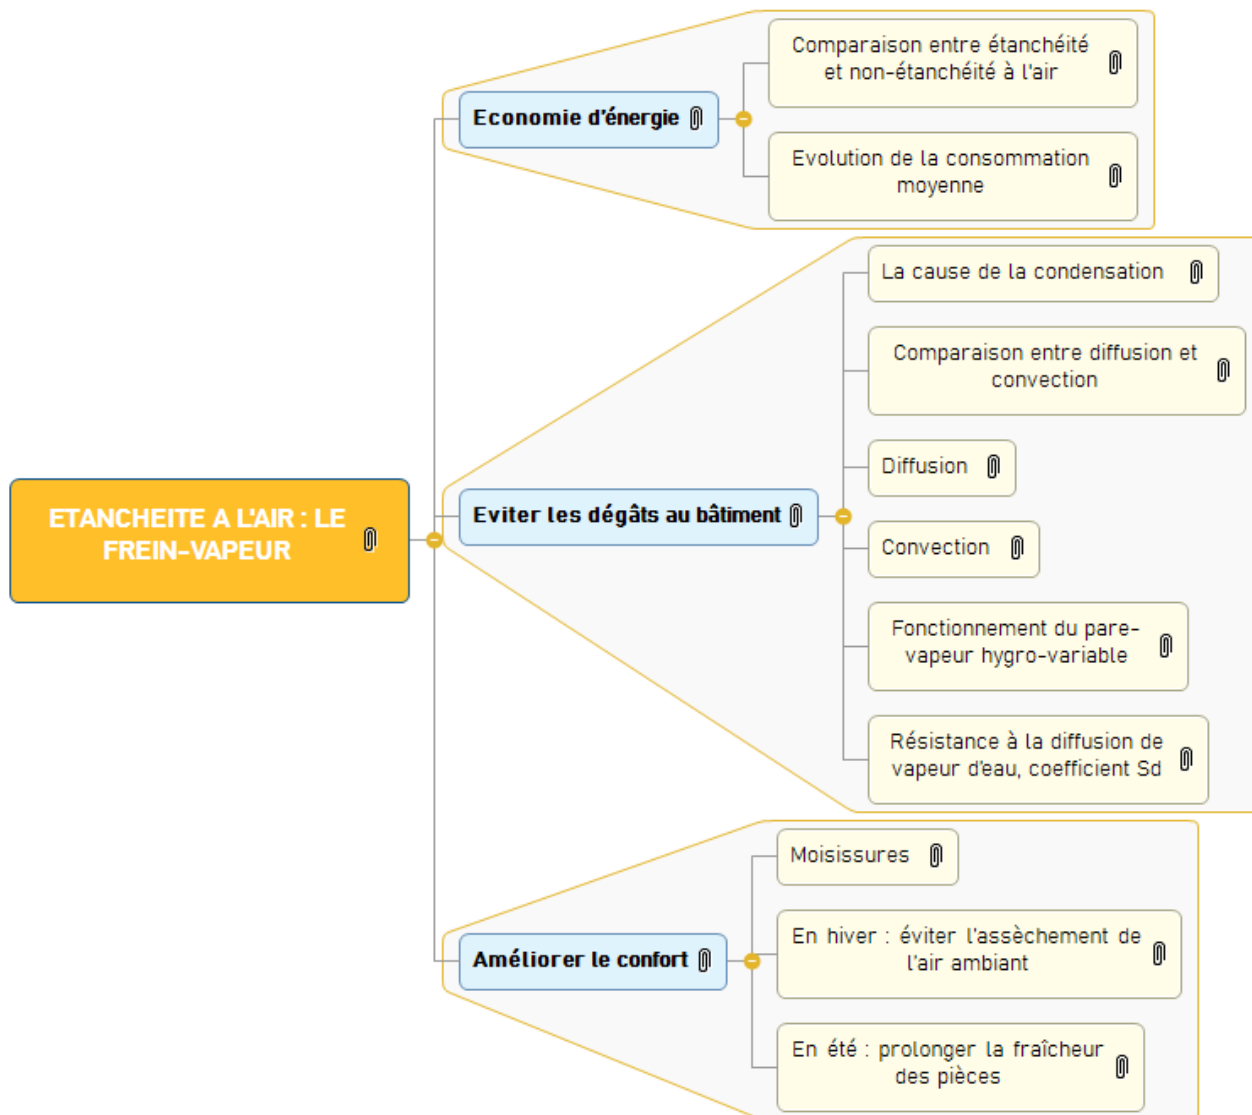 Comparaison entre étanchéité
et non-étanchéité à l'air
Economie d'énergie
Evolution de la consommation
moyenne
La cause de la condensation
Comparaison entre diffusion et
convection
Diffusion
ETANCHEITE A L'AIR : LE
FREIN-VAPEUR
Eviter les dégâts au bâtiment
Convection
Fonctionnement du pare-
vapeur hygro-variable
Résistance à la diffusion de
vapeur d'eau, coefficient Sd
Moisissures
Améliorer le confort
En hiver : éviter l'assèchement de
l'air ambiant
En été : prolonger la fraîcheur
des pièces